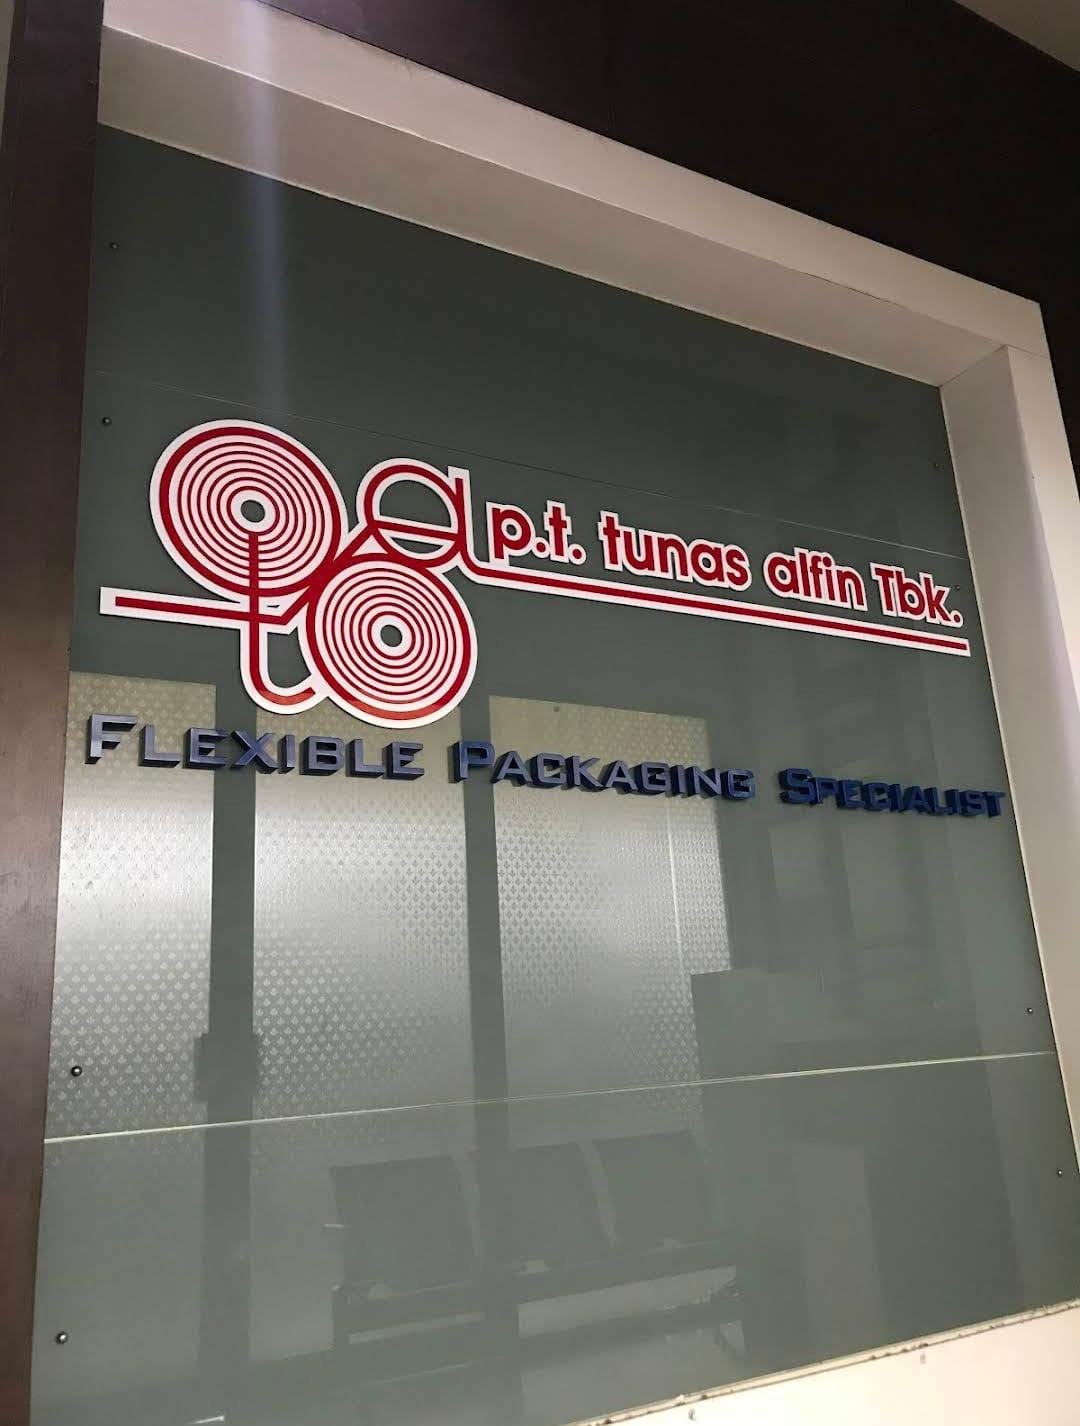 p.t. tunas alfin Tbk.
FLEXIBLE PACKAGING SPECIALIST